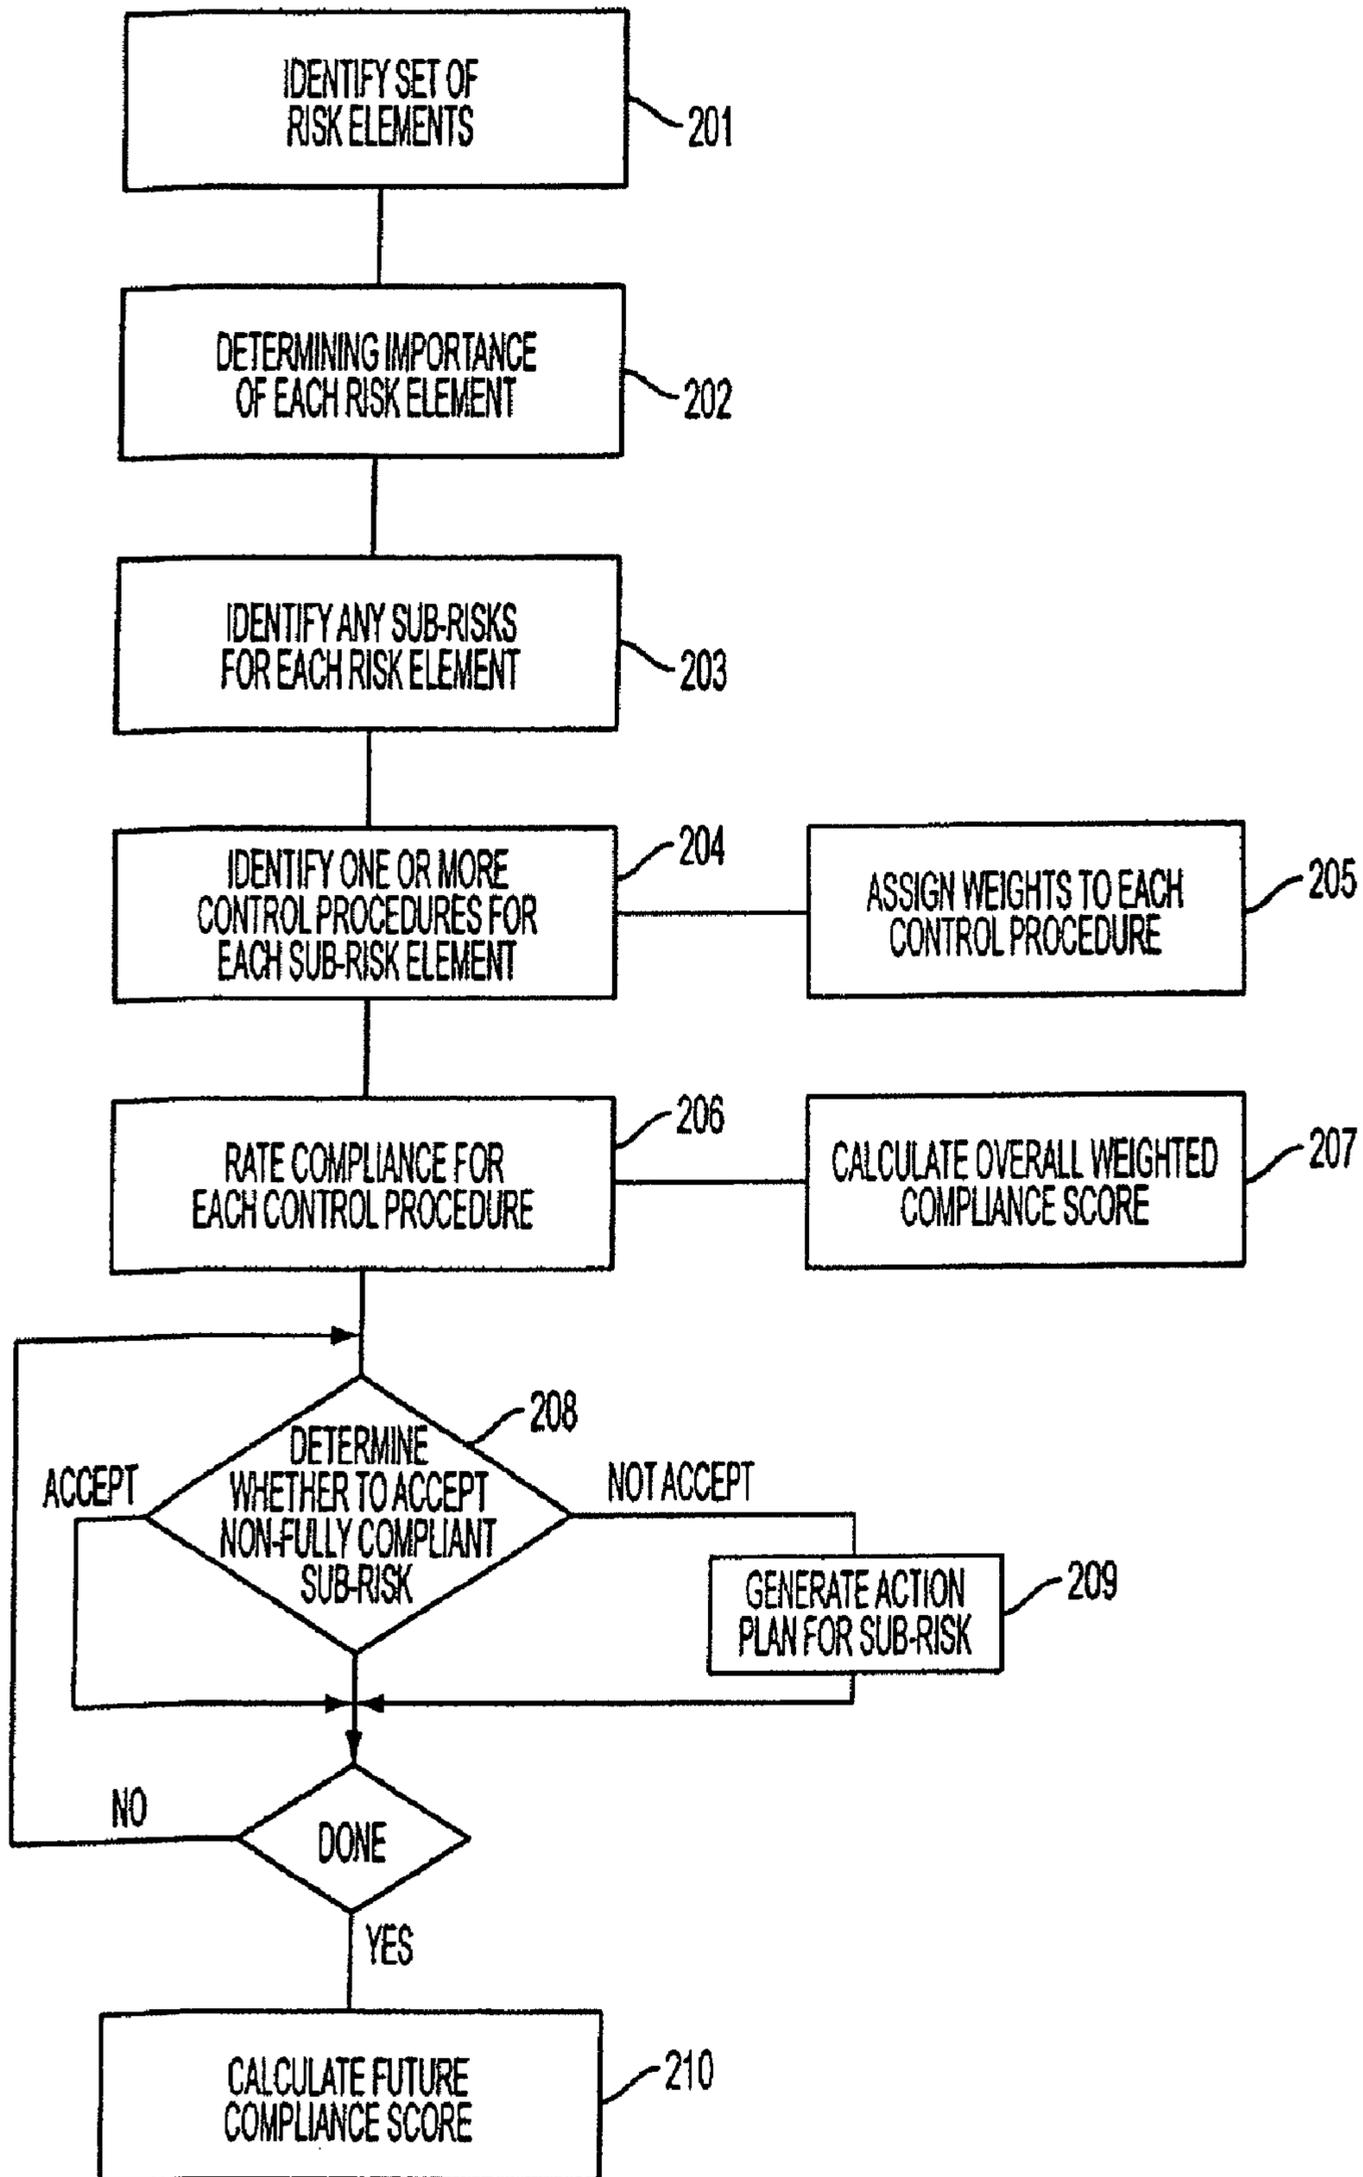 IDENTIFY SET OF
RISK ELEMENTS
201
DETERMINING IMPORTANCE
OF EACH RISK ELEMENT
202
IDENTIFY ANY SUB-RISKS
FOR EACH RISK ELEMENT
203
IDENTIFY ONE OR MORE
CONTROL PROCEDURES FOR
EACH SUB-RISK ELEMENT
204
ASSIGN WEIGHTS TO EACH
CONTROL PROCEDURE
205
RATE COMPLIANCE FOR
EACH CONTROL PROCEDURE
206
CALCULATE OVERALL WEIGHTED
COMPLIANCE SCORE
207
DETERMINE
WHETHER TO ACCEPT
NON-FULLY COMPLIANT
SUB-RISK
208
ACCEPT
NOT ACCEPT
GENERATE ACTION
PLAN FOR SUB-RISK
209
NO
DONE
YES
CALCULATE FUTURE
COMPLIANCE SCORE
210